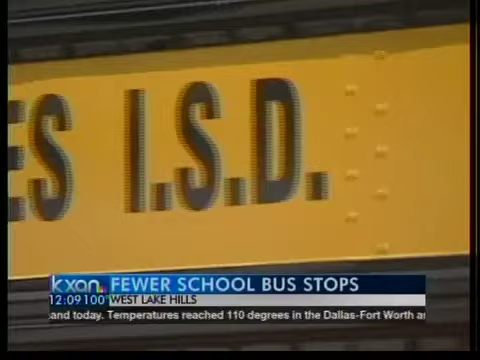 ES I.S.D.
kxan FEWER SCHOOL BUS STOPS
12:09 100° WEST LAKE HILLS
and today. Temperatures reached 110 degrees in the Dallas-Fort Worth